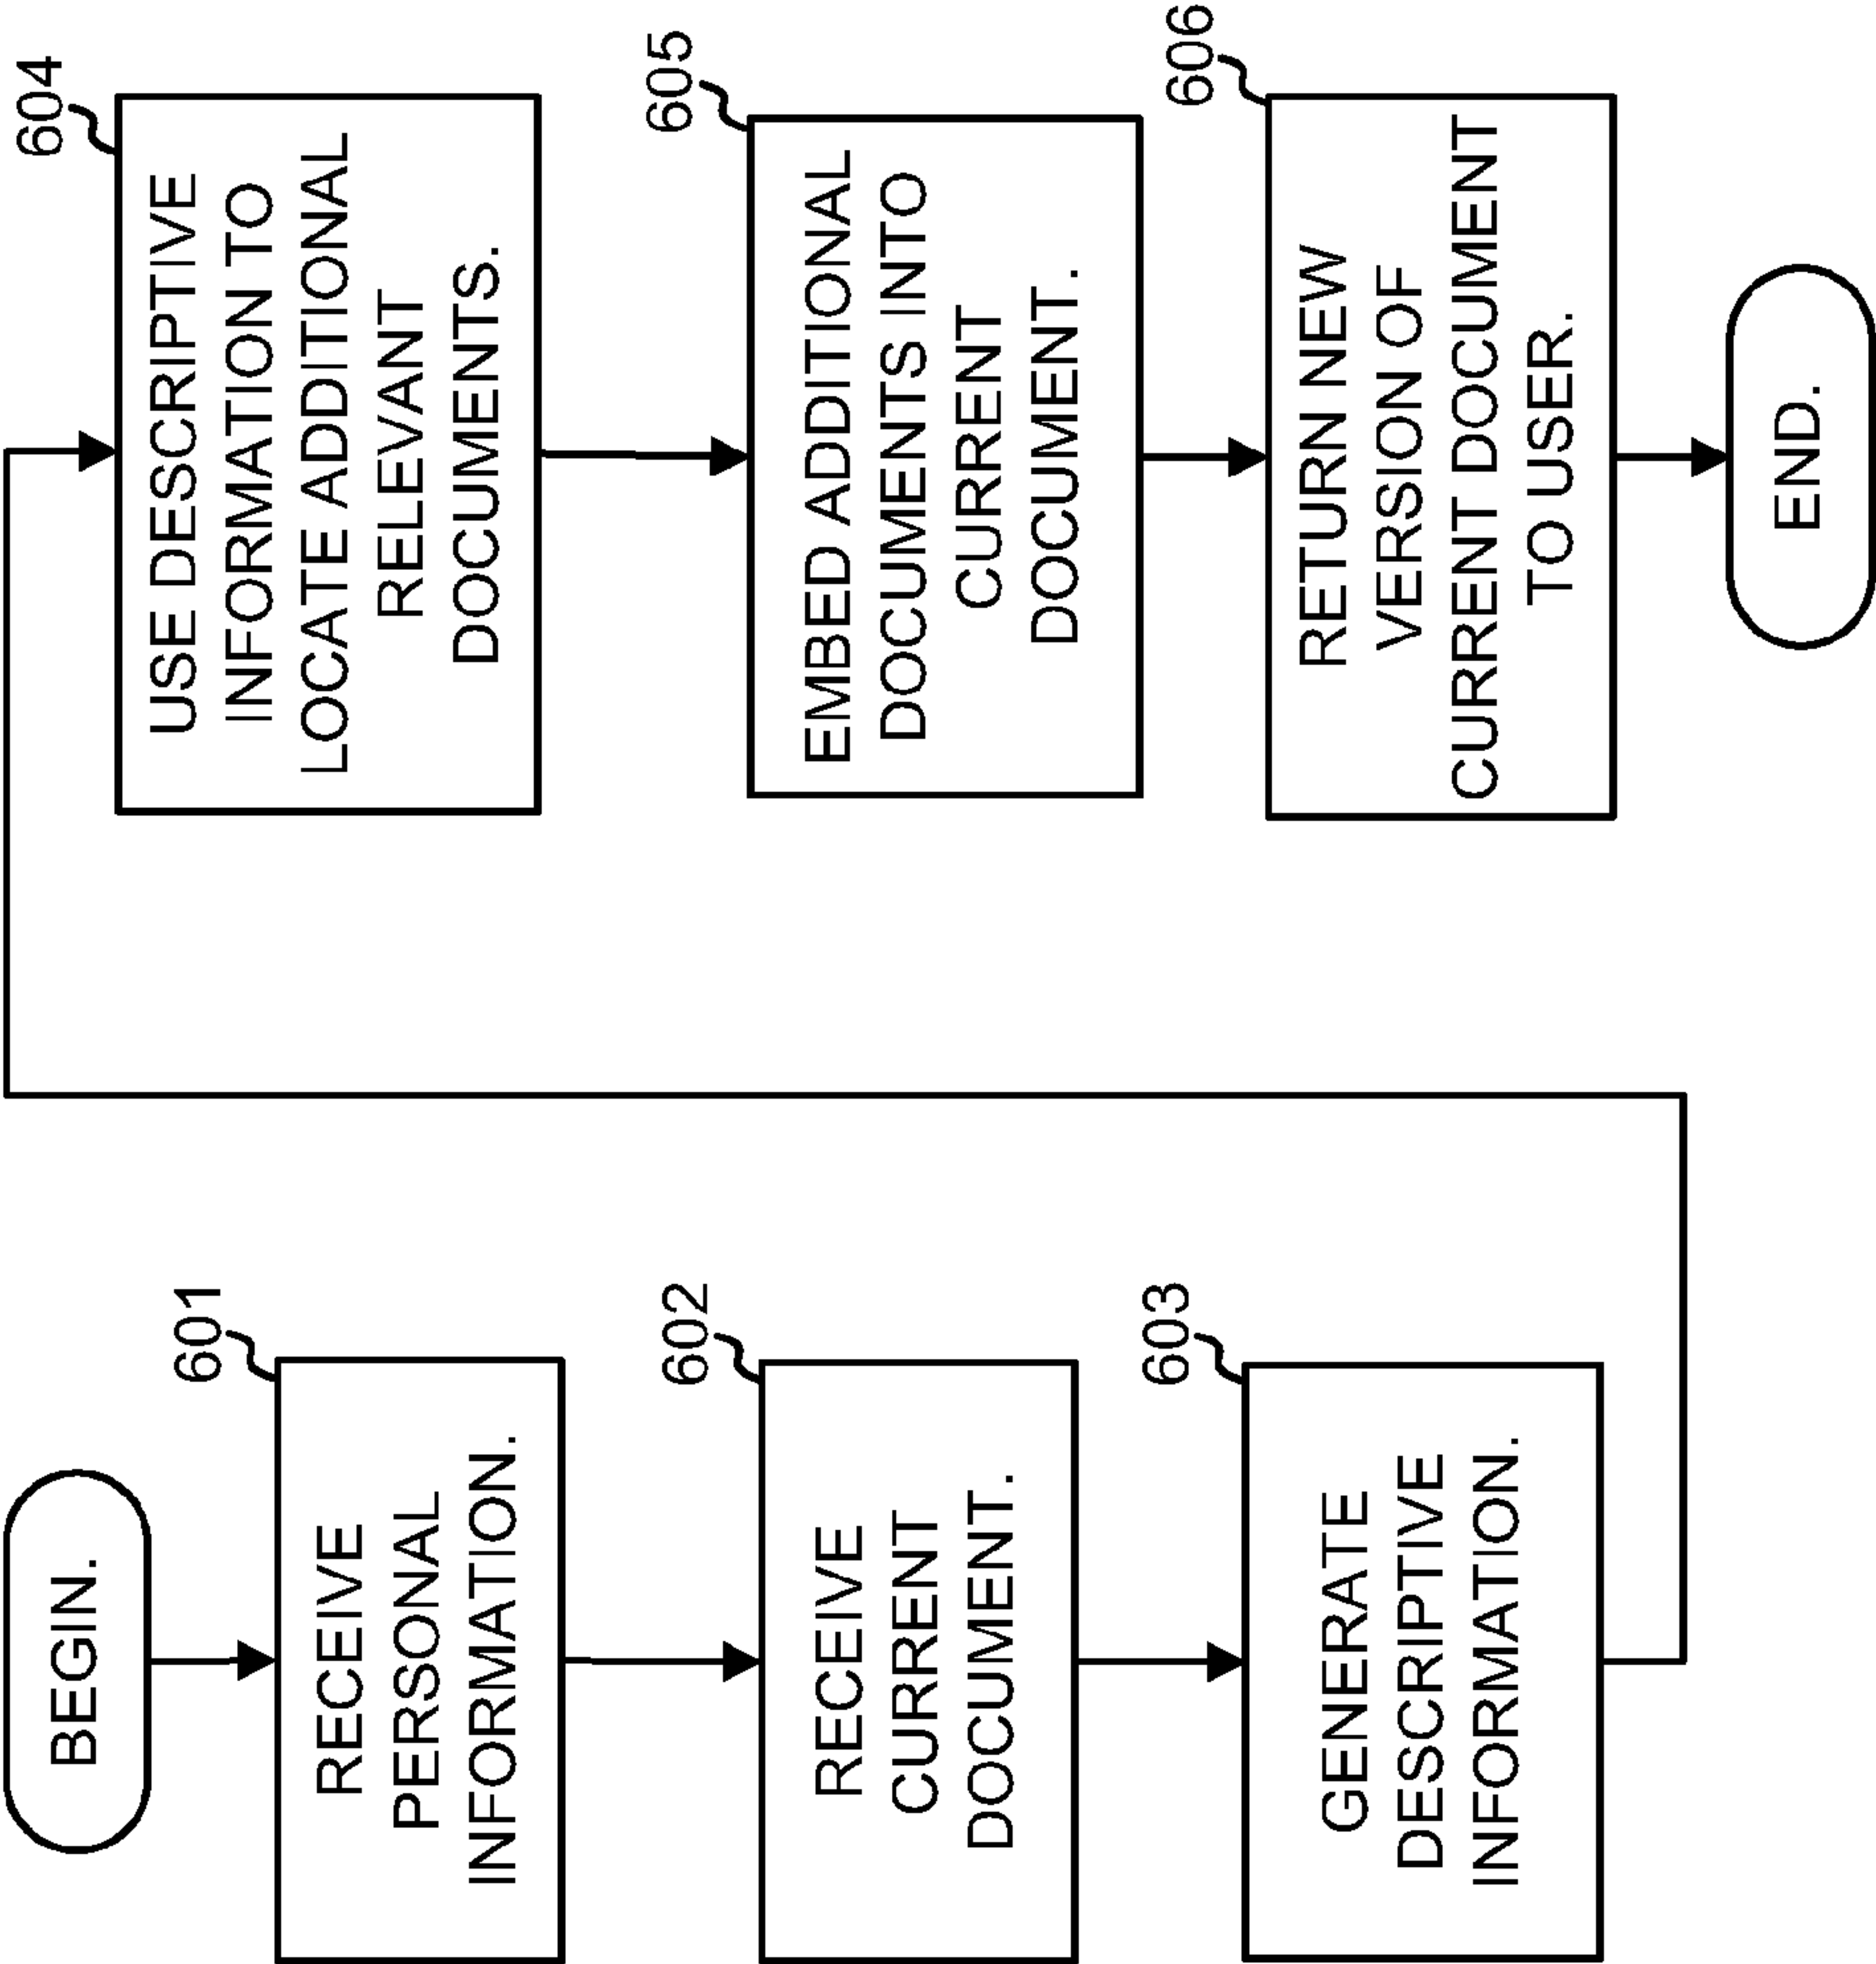 BEGIN.
601
RECEIVE
PERSONAL
INFORMATION.
602
RECEIVE
CURRENT
DOCUMENT.
603
GENERATE
DESCRIPTIVE
INFORMATION.
604
USE DESCRIPTIVE
INFORMATION TO
LOCATE ADDITIONAL
RELEVANT
DOCUMENTS.
605
EMBED ADDITIONAL
DOCUMENTS INTO
CURRENT
DOCUMENT.
606
RETURN NEW
VERSION OF
CURRENT DOCUMENT
TO USER.
END.